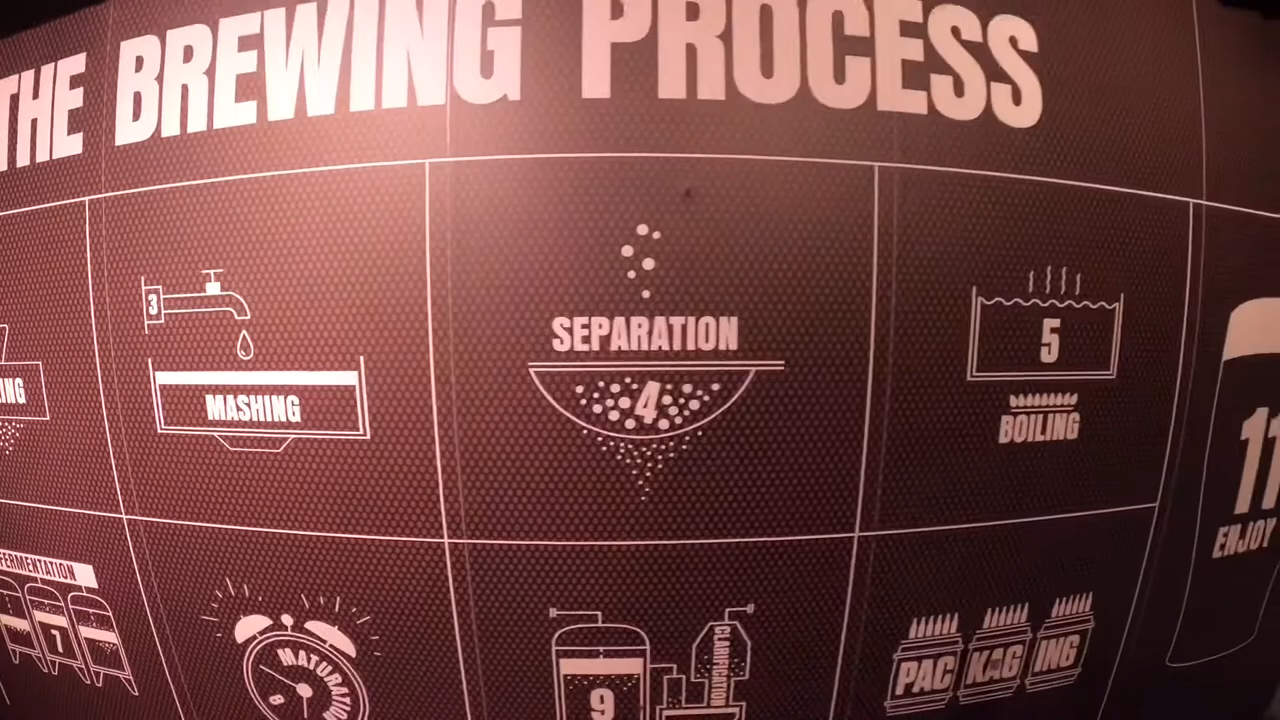 THE BREWING PROCESS
3
MASHING
SEPARATION
4
5
BOILING
11
ENJOY
FERMENTATION
7
MATURATION
8
9
CLARIFICATION
PAC KAG ING